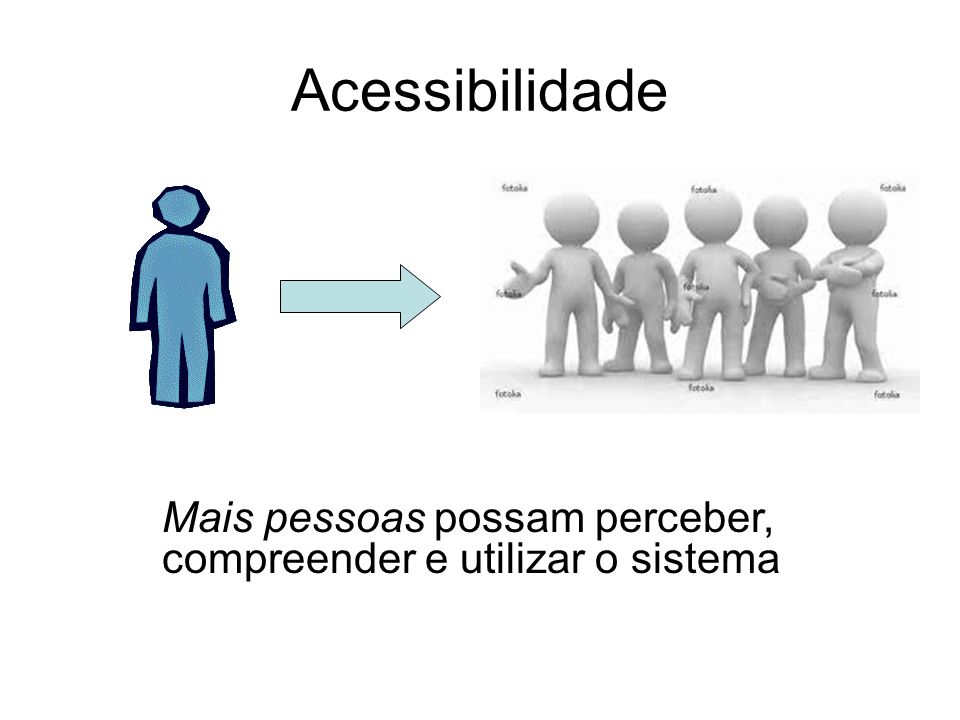 Acessibilidade
fotolia fotolia fotolia
fotolia fotolia fotolia
fotolia fotolia fotolia
Mais pessoas possam perceber,
compreender e utilizar o sistema